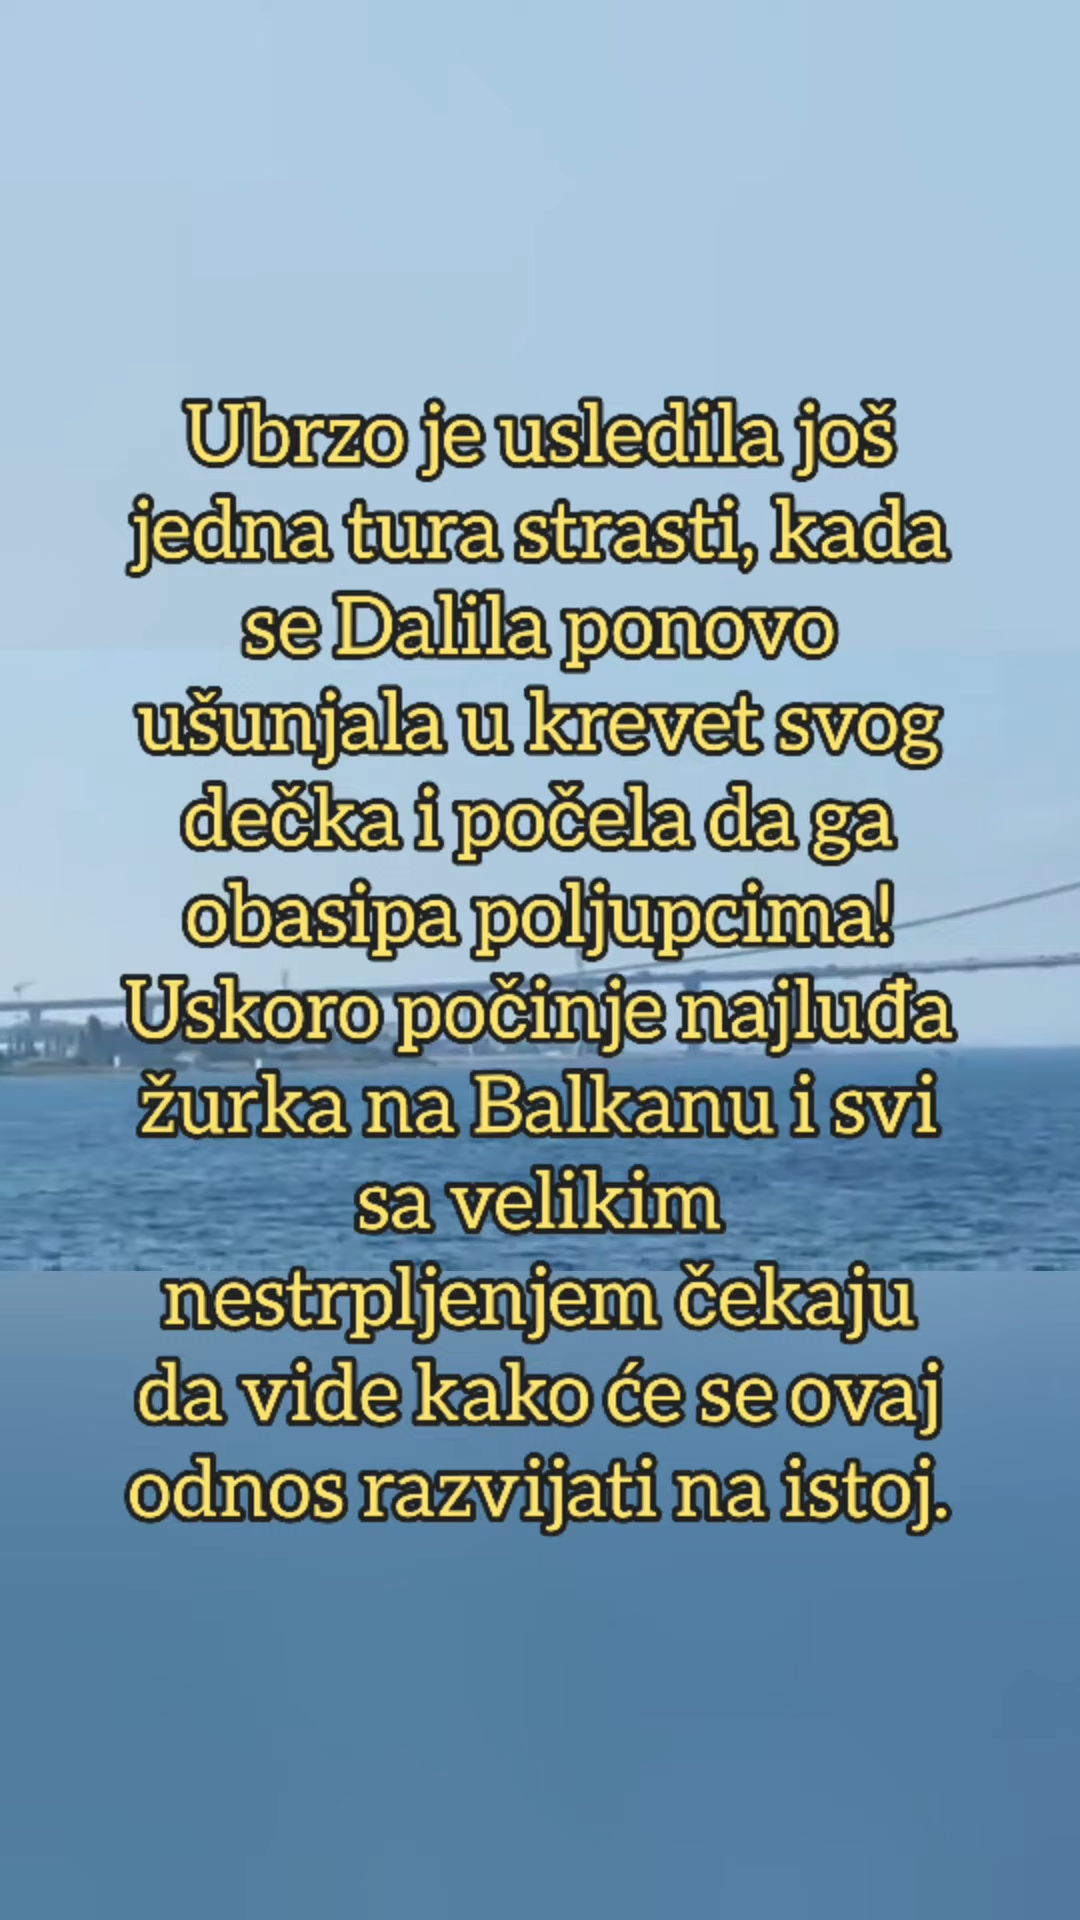 Ubrzo je usledila još
jedna tura strasti, kada
se Dalila ponovo
ušunjala u krevet svog
dečka i počela da ga
obasipa poljupcima!
Uskoro počinje najluđa
žurka na Balkanu i svi
sa velikim
nestrpljenjem čekaju
da vide kako će se ovaj
odnos razvijati na istoj.